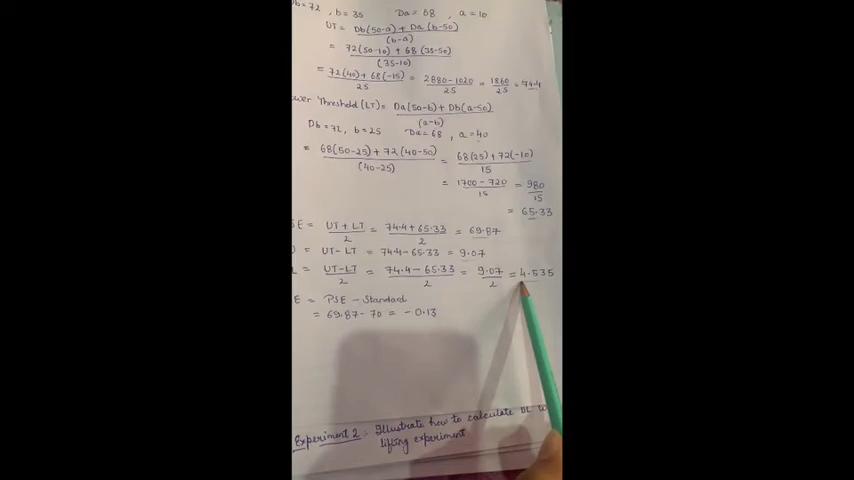 Db=72, b=35 Da=68, a=10
UT = Db(50-a) + Da(b-50) / (b-a)
= 72(50-10) + 68(35-50) / (35-10)
= 72(40) + 68(-15) / 25 = 2880-1020 / 25 = 1860 / 25 = 74.4
ower Threshold (LT) = Da(50-b) + Db(a-50) / (a-b)
Db=72, b=25 Da=68, a=40
= 68(50-25) + 72(40-50) / (40-25) = 68(25) + 72(-10) / 15
= 1700-720 / 15 = 980 / 15
= 65.33
SE = UT + LT / 2 = 74.4 + 65.33 / 2 = 69.87
= UT - LT = 74.4 - 65.33 = 9.07
L = UT-LT / 2 = 74.4 - 65.33 / 2 = 9.07 / 2 = 4.535
E = PSE - Standard
= 69.87 - 70 = -0.13
Experiment 2:- Illustrate how to calculate DL
lifting experiment